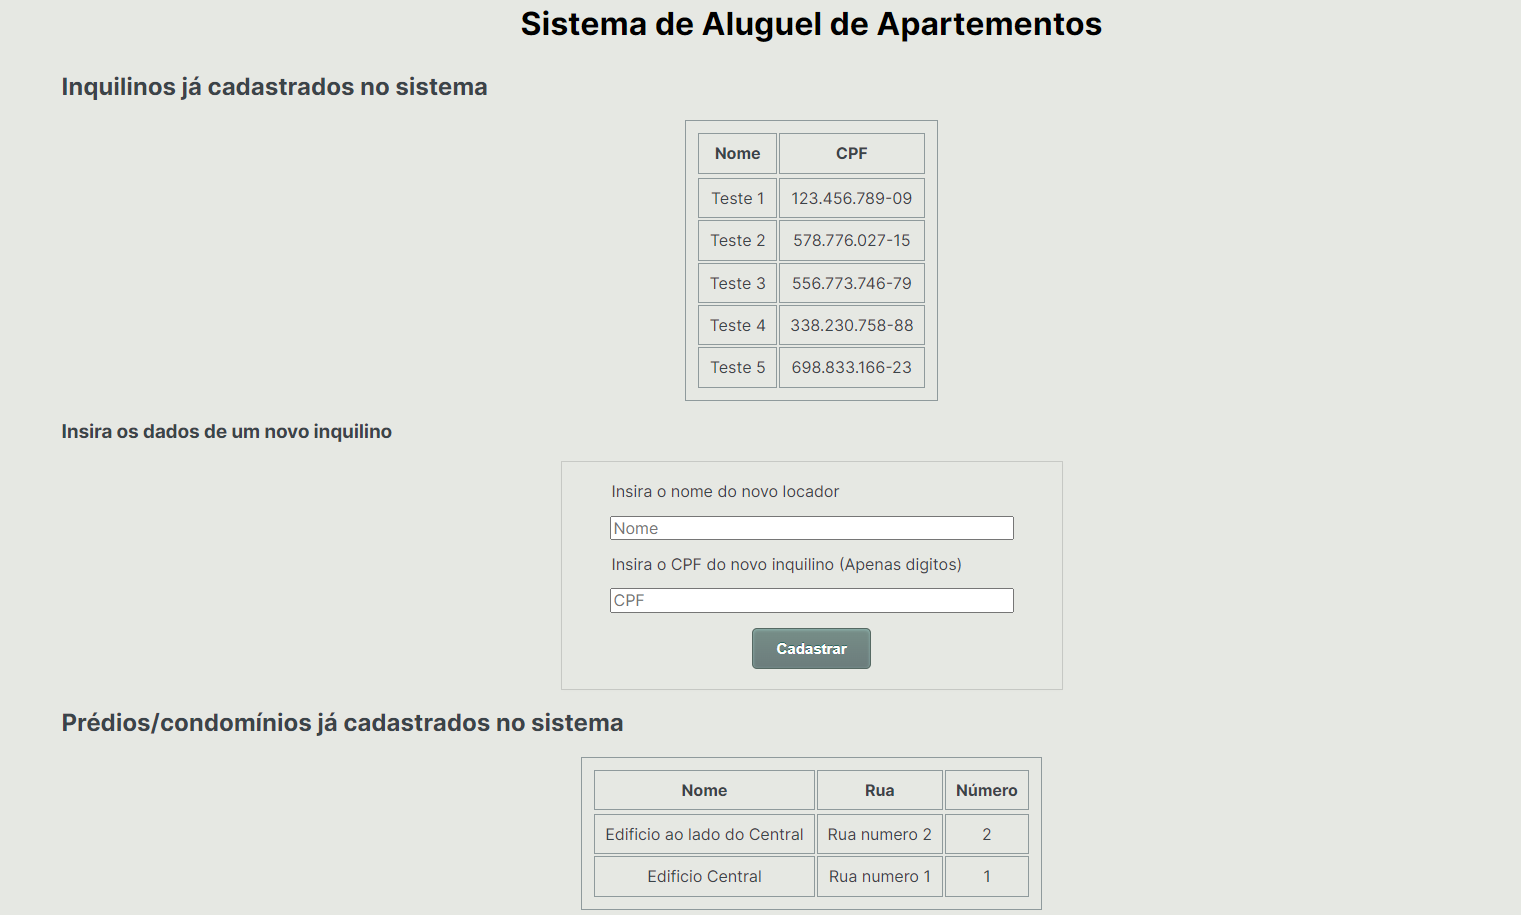 Sistema de Aluguel de Apartementos
Inquilinos já cadastrados no sistema
Nome CPF
Teste 1 123.456.789-09
Teste 2 578.776.027-15
Teste 3 556.773.746-79
Teste 4 338.230.758-88
Teste 5 698.833.166-23
Insira os dados de um novo inquilino
Insira o nome do novo locador
Nome
Insira o CPF do novo inquilino (Apenas digitos)
CPF
Cadastrar
Prédios/condomínios já cadastrados no sistema
Nome Rua Número
Edificio ao lado do Central Rua numero 2 2
Edificio Central Rua numero 1 1